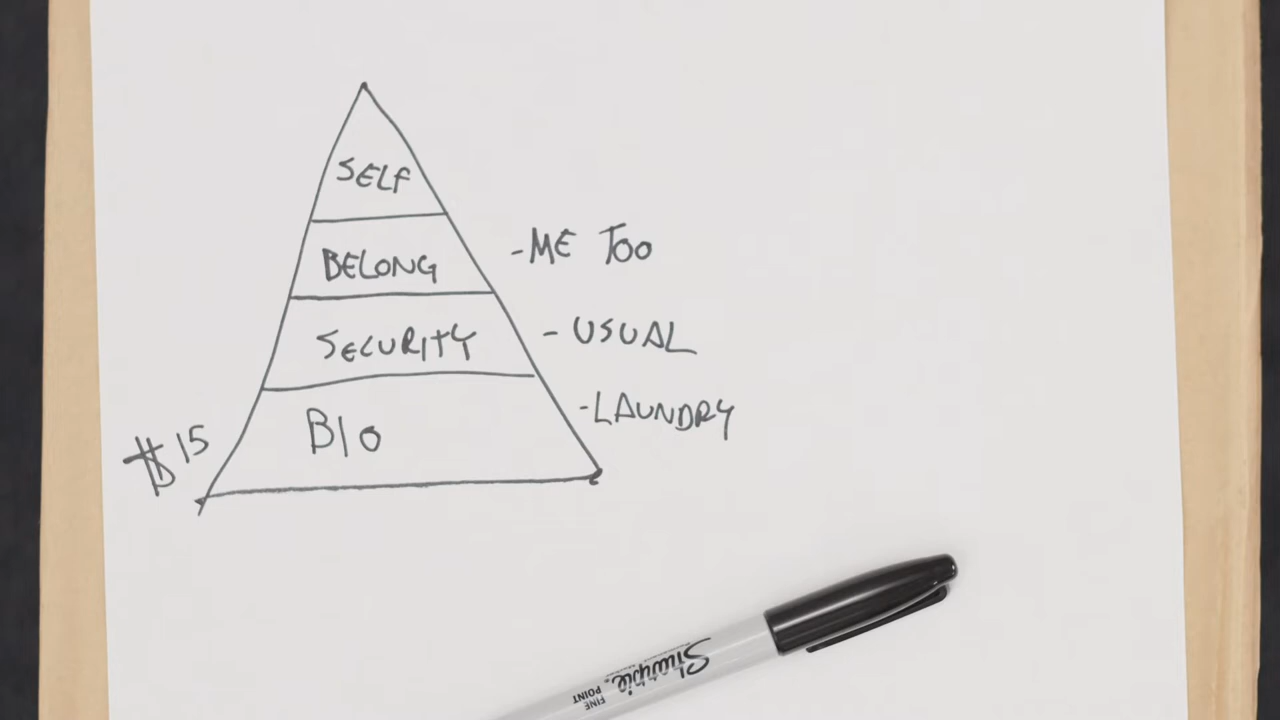 SELF
BELONG
-ME TOO
SECURITY
- USUAL
BIO
-LAUNDRY
$15
Sharpie
FINE
POINT